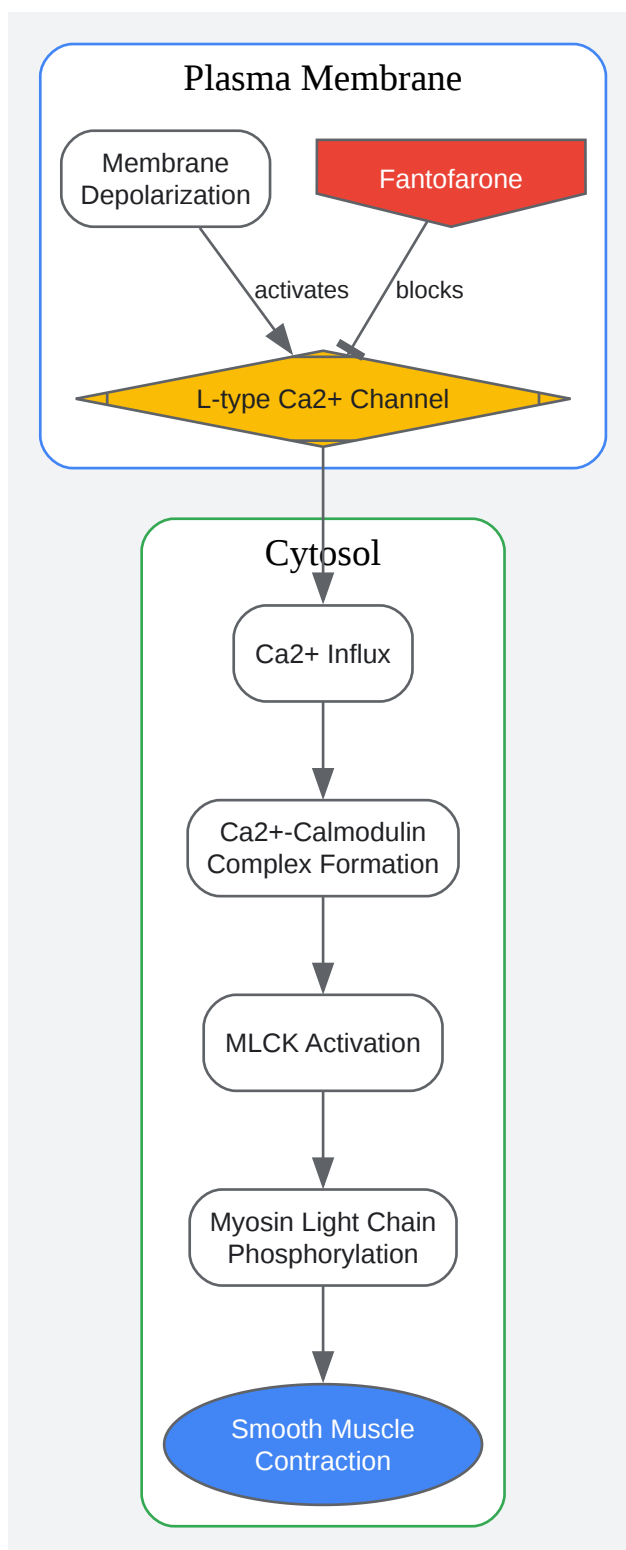 Plasma Membrane
Membrane
Depolarization
Fantofarone
activates
blocks
L-type Ca2+ Channel
Cytosol
Ca2+ Influx
Ca2+-Calmodulin
Complex Formation
MLCK Activation
Myosin Light Chain
Phosphorylation
Smooth Muscle
Contraction